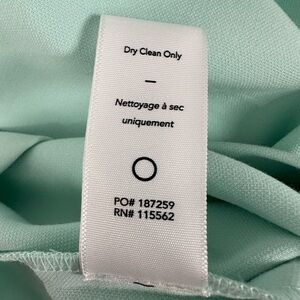 Dry Clean Only
–
Nettoyage à sec
uniquement
PO# 187259
RN# 115562